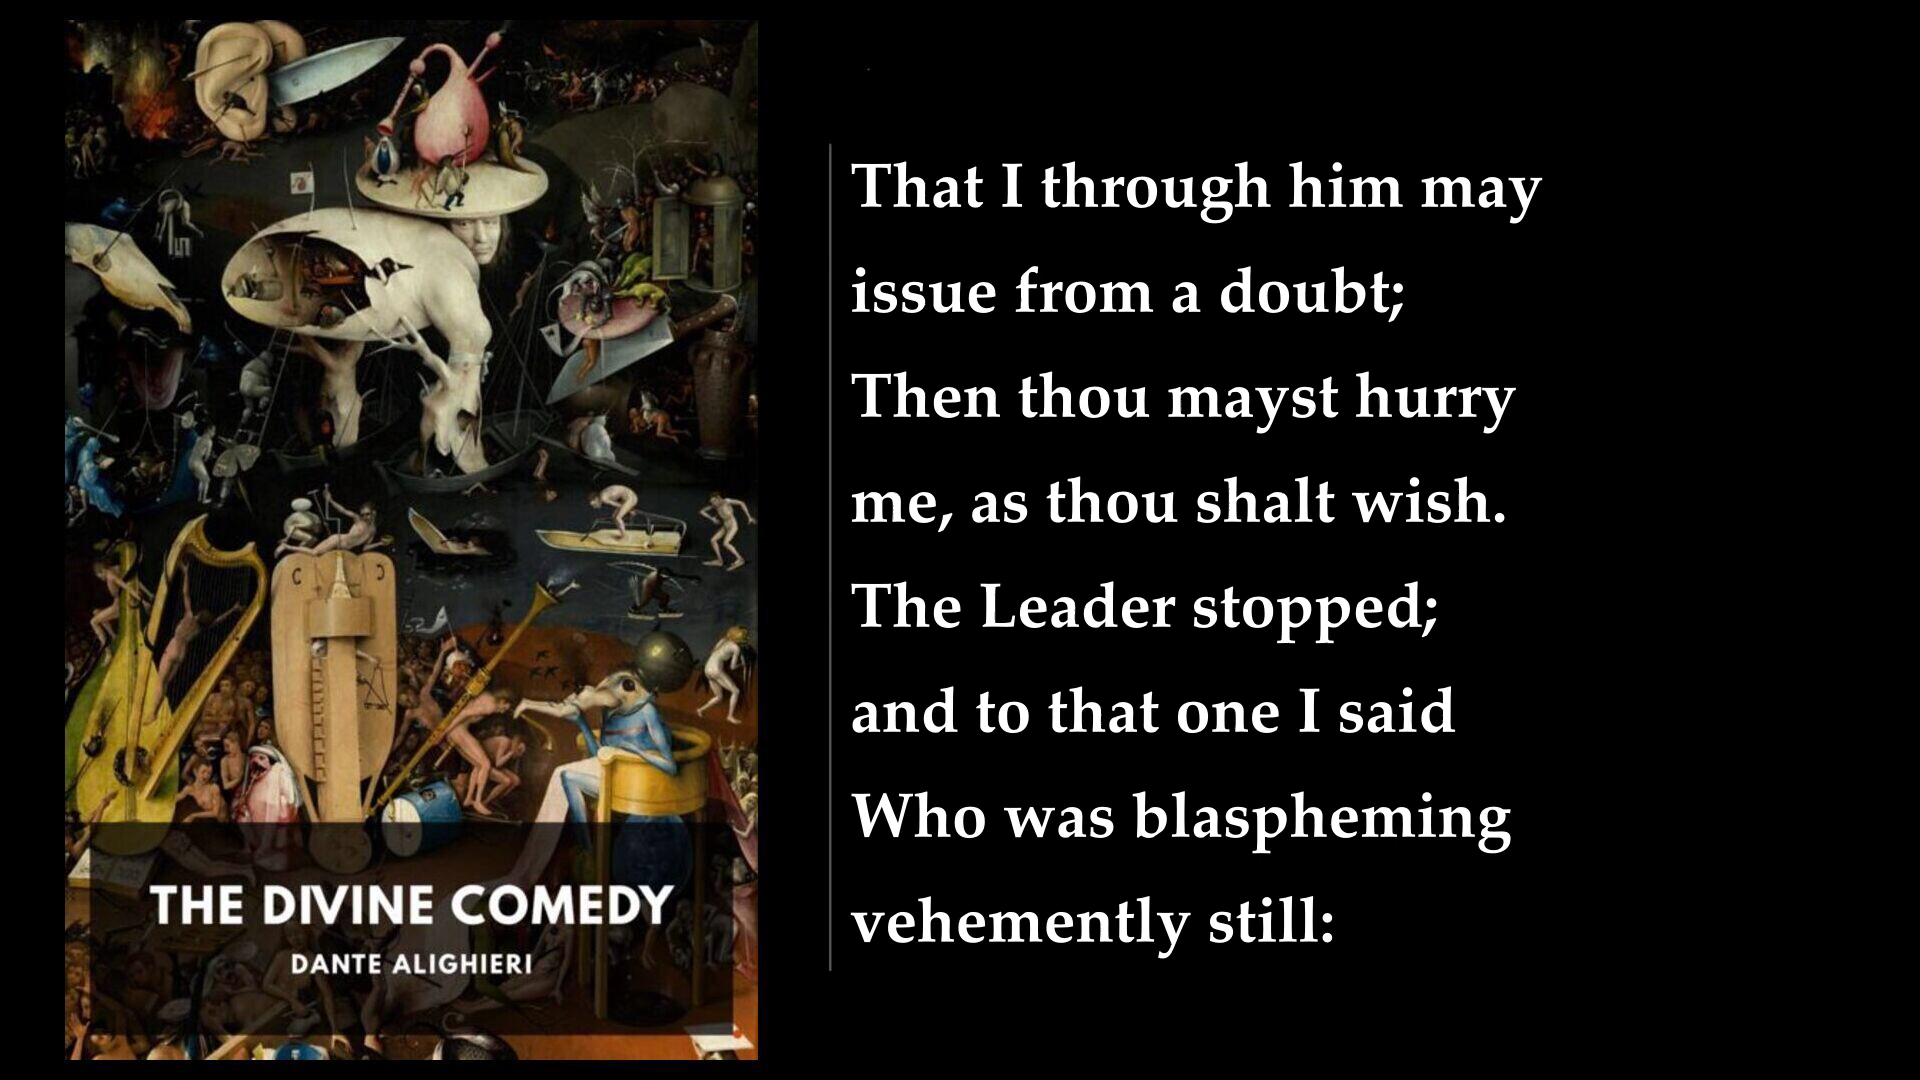 THE DIVINE COMEDY
DANTE ALIGHIERI
That I through him may
issue from a doubt;
Then thou mayst hurry
me, as thou shalt wish.
The Leader stopped;
and to that one I said
Who was blaspheming
vehemently still: